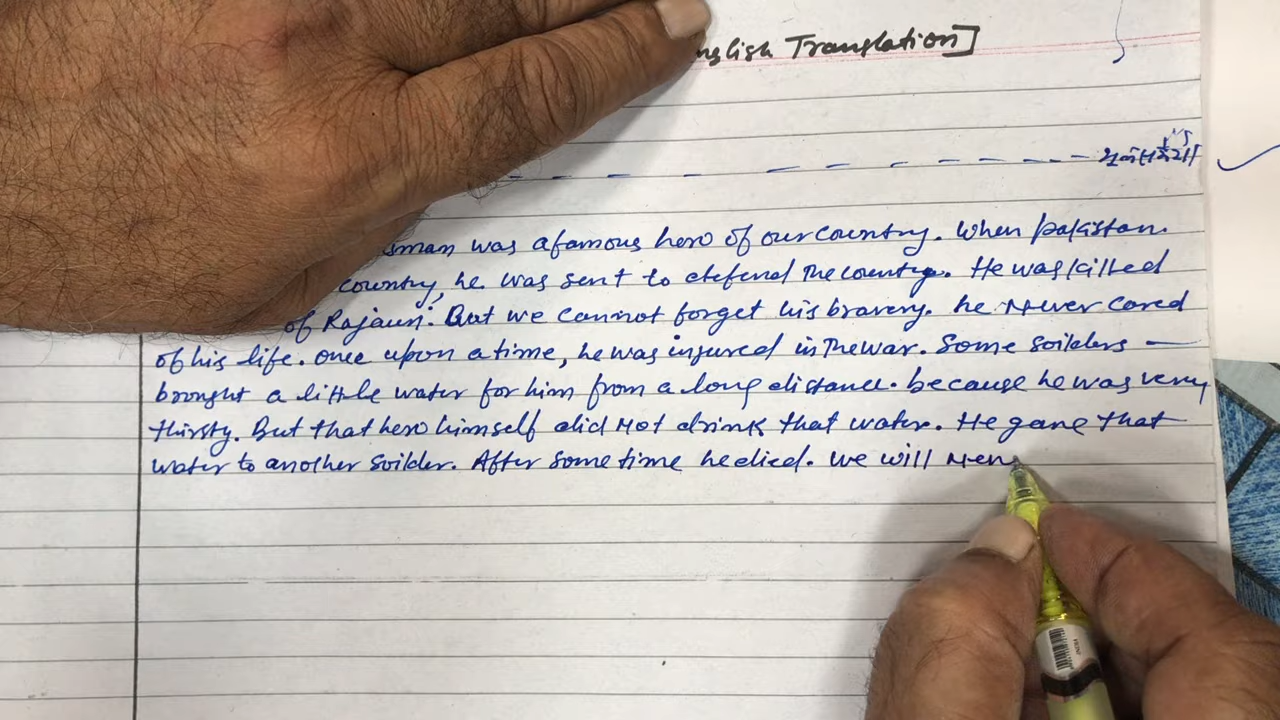 nglish Translation]
sman was a famous hero of our country. When pakistan
country, he was sent to defend The country. He was killed
of Rajauri. But we cannot forget his bravery. he Never cared
of his life. once upon a time, he was injured in The war. Some soilders —
brought a little water for him from a long distance. because he was very
thirsty. But that hero himself did Not drink that water. He gave that
water to another soilder. After some time he died. We will Nev